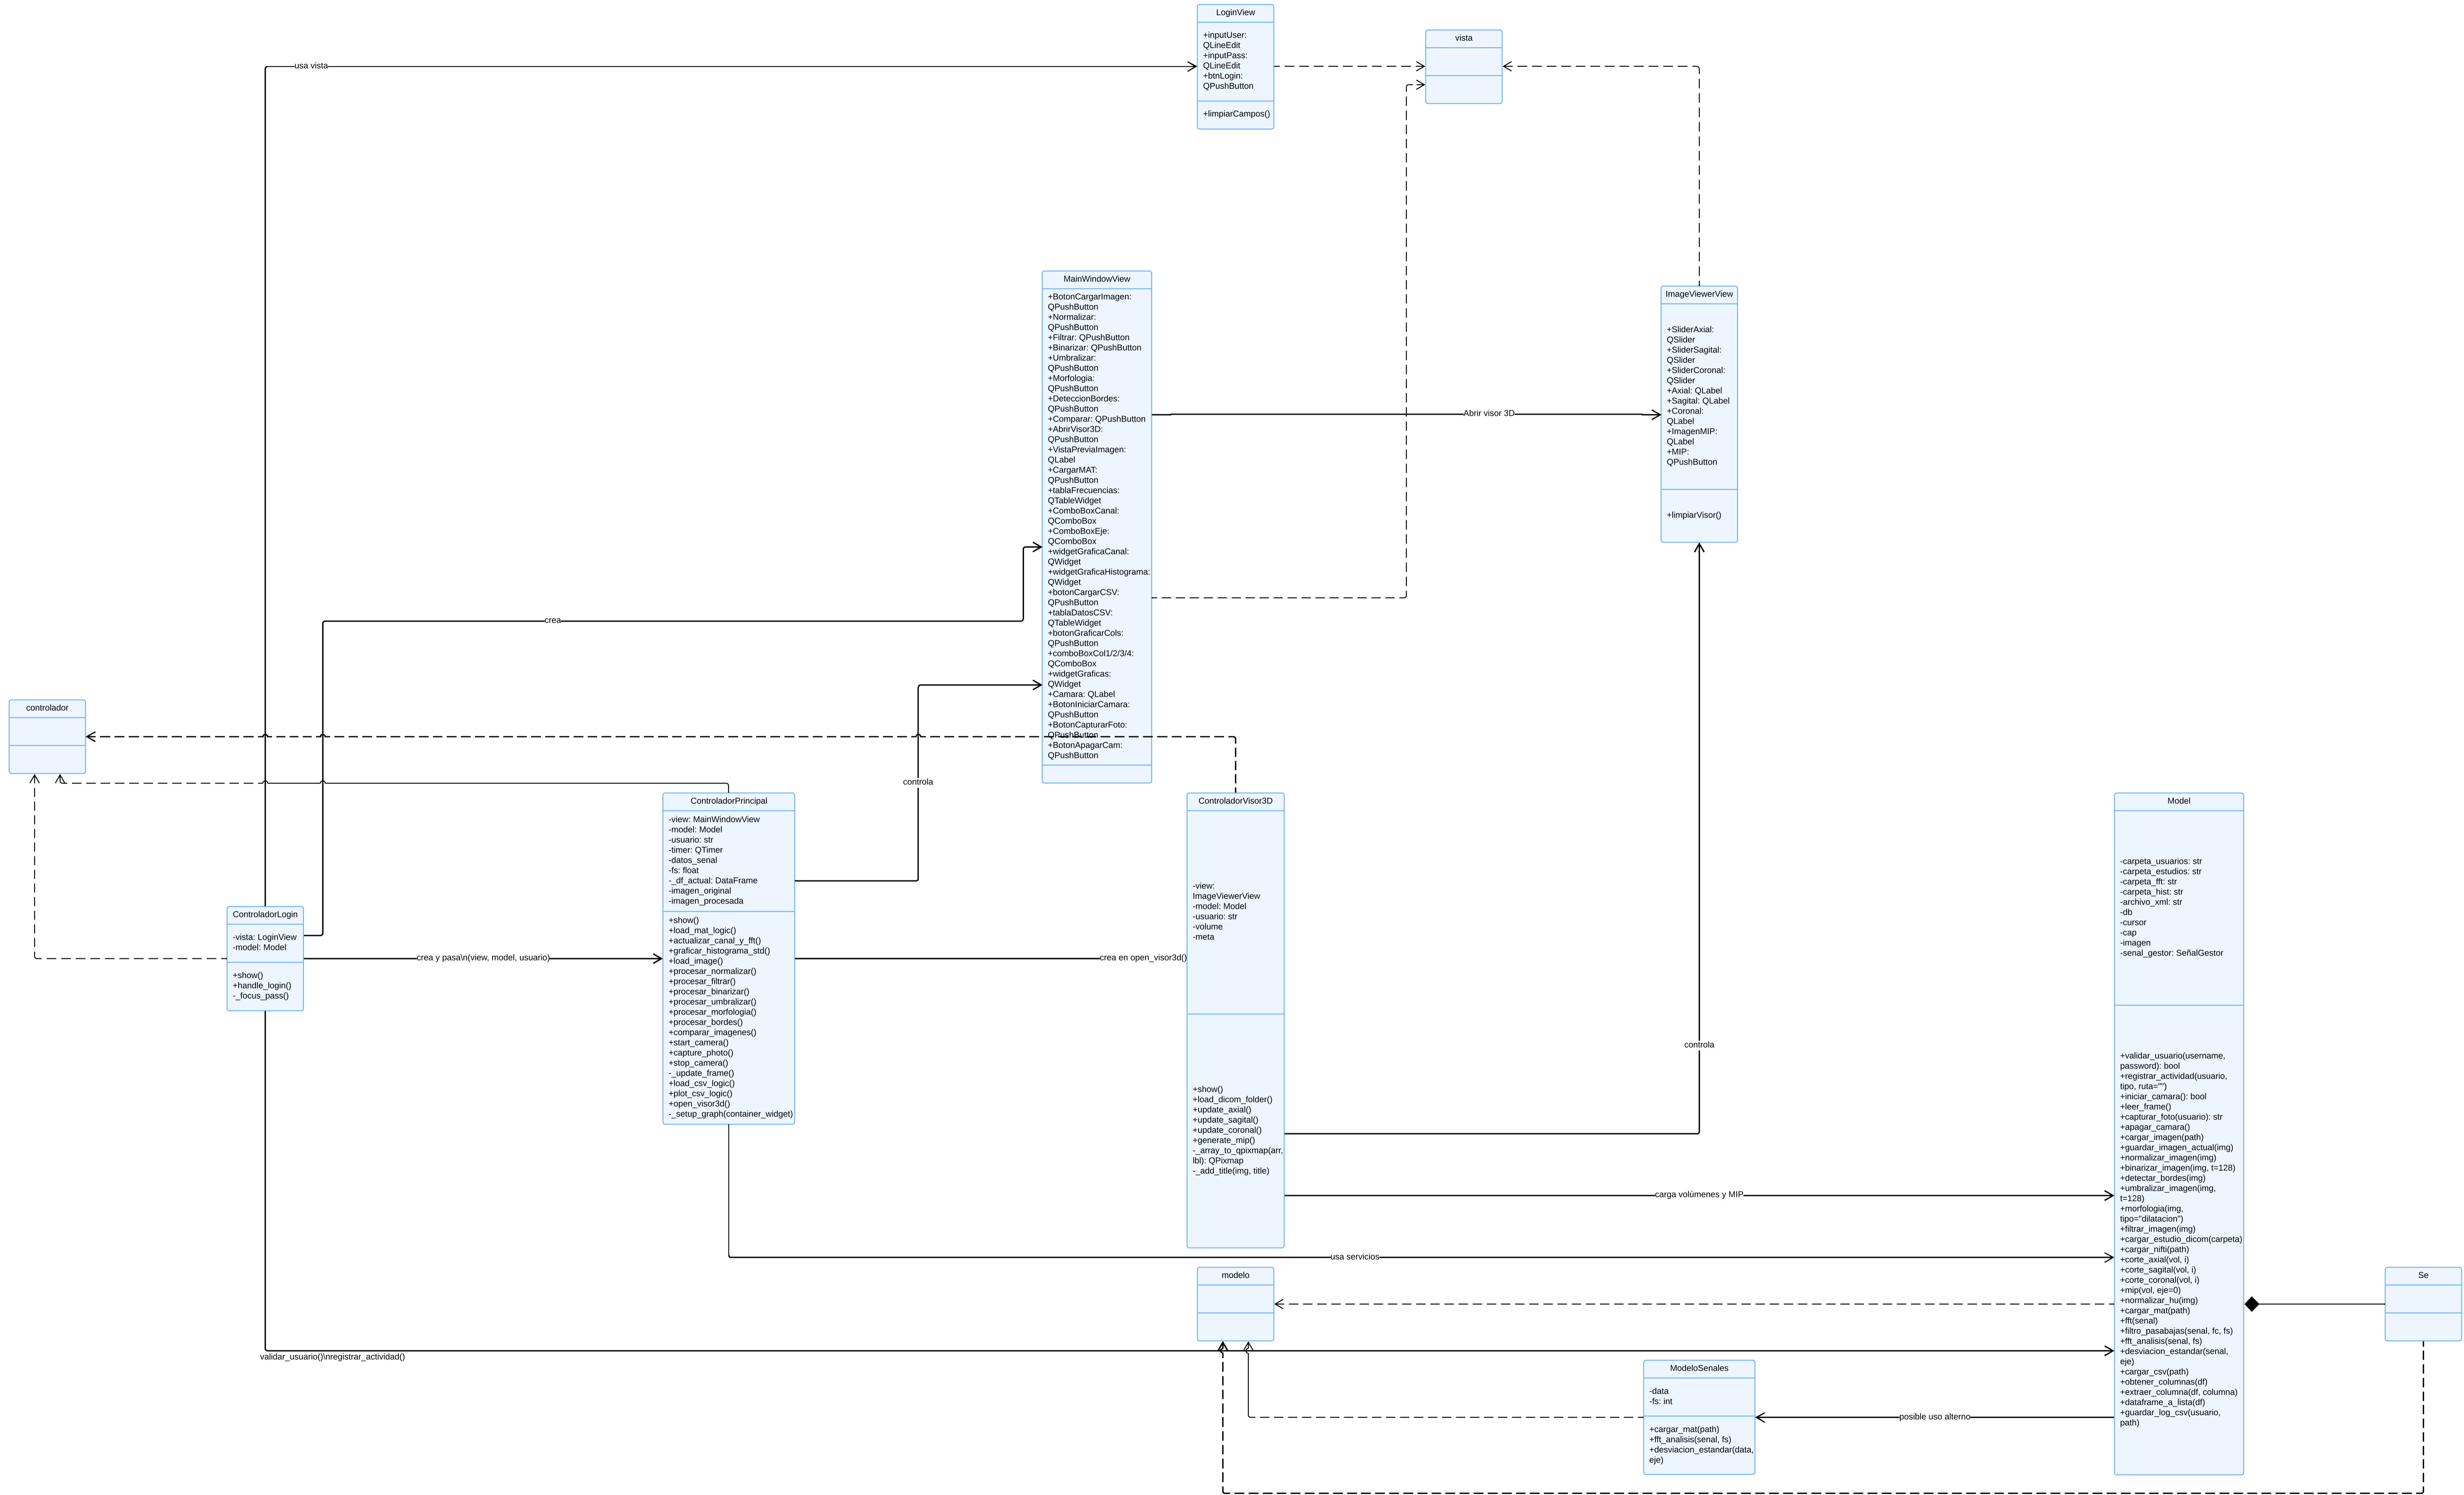 LoginView
+inputUser:
QLineEdit
+inputPass:
QLineEdit
+btnLogin:
QPushButton
+limpiarCampos()
vista
usa vista
MainWindowView
+BotonCargarImagen:
QPushButton
+Normalizar:
QPushButton
+Filtrar: QPushButton
+Binarizar: QPushButton
+Umbralizar:
QPushButton
+Morfologia:
QPushButton
+DeteccionBordes:
QPushButton
+Comparar: QPushButton
+AbrirVisor3D:
QPushButton
+VistaPreviaImagen:
QLabel
+CargarMAT:
QPushButton
+tablaFrecuencias:
QTableWidget
+ComboBoxCanal:
QComboBox
+ComboBoxEje:
QComboBox
+widgetGraficaCanal:
QWidget
+widgetGraficaHistograma:
QWidget
+botonCargarCSV:
QPushButton
+tablaDatosCSV:
QTableWidget
+botonGraficarCols:
QPushButton
+comboBoxCol1/2/3/4:
QComboBox
+widgetGraficas:
QWidget
+Camara: QLabel
+BotonIniciarCamara:
QPushButton
+BotonCapturarFoto:
QPushButton
+BotonApagarCam:
QPushButton
ImageViewerView
+SliderAxial:
QSlider
+SliderSagital:
QSlider
+SliderCoronal:
QSlider
+Axial: QLabel
+Sagital: QLabel
+Coronal:
QLabel
+ImagenMIP:
QLabel
+MIP:
QPushButton
+limpiarVisor()
Abrir visor 3D
crea
controlador
controla
ControladorLogin
-vista: LoginView
-model: Model
+show()
+handle_login()
-_focus_pass()
crea y pasa\n(view, model, usuario)
ControladorPrincipal
-view: MainWindowView
-model: Model
-usuario: str
-timer: QTimer
-datos_senal
-fs: float
-_df_actual: DataFrame
-imagen_original
-imagen_procesada
+show()
+load_mat_logic()
+actualizar_canal_y_fft()
+graficar_histograma_std()
+load_image()
+procesar_normalizar()
+procesar_filtrar()
+procesar_binarizar()
+procesar_umbralizar()
+procesar_morfologia()
+procesar_bordes()
+comparar_imagenes()
+start_camera()
+capture_photo()
+stop_camera()
-_update_frame()
+load_csv_logic()
+plot_csv_logic()
+open_visor3d()
-_setup_graph(container_widget)
crea en open_visor3d()
ControladorVisor3D
-view:
ImageViewerView
-model: Model
-usuario: str
-volume
-meta
+show()
+load_dicom_folder()
+update_axial()
+update_sagital()
+update_coronal()
+generate_mip()
-_array_to_qpixmap(arr,
lbl): QPixmap
-_add_title(img, title)
controla
carga volúmenes y MIP
usa servicios
validar_usuario()\nregistrar_actividad()
Model
-carpeta_usuarios: str
-carpeta_estudios: str
-carpeta_fft: str
-carpeta_hist: str
-archivo_xml: str
-db
-cursor
-cap
-imagen
-senal_gestor: SeñalGestor
+validar_usuario(username,
password): bool
+registrar_actividad(usuario,
tipo, ruta="")
+iniciar_camara(): bool
+leer_frame()
+capturar_foto(usuario): str
+apagar_camara()
+cargar_imagen(path)
+guardar_imagen_actual(img)
+normalizar_imagen(img)
+binarizar_imagen(img, t=128)
+detectar_bordes(img)
+umbralizar_imagen(img,
t=128)
+morfologia(img,
tipo="dilatacion")
+filtrar_imagen(img)
+cargar_estudio_dicom(carpeta)
+cargar_nifti(path)
+corte_axial(vol, i)
+corte_sagital(vol, i)
+corte_coronal(vol, i)
+mip(vol, eje=0)
+normalizar_hu(img)
+cargar_mat(path)
+fft(senal)
+filtro_pasabajas(senal, fc, fs)
+fft_analisis(senal, fs)
+desviacion_estandar(senal,
eje)
+cargar_csv(path)
+obtener_columnas(df)
+extraer_columna(df, columna)
+dataframe_a_lista(df)
+guardar_log_csv(usuario,
path)
modelo
Se
ModeloSenales
-data
-fs: int
+cargar_mat(path)
+fft_analisis(senal, fs)
+desviacion_estandar(data,
eje)
posible uso alterno